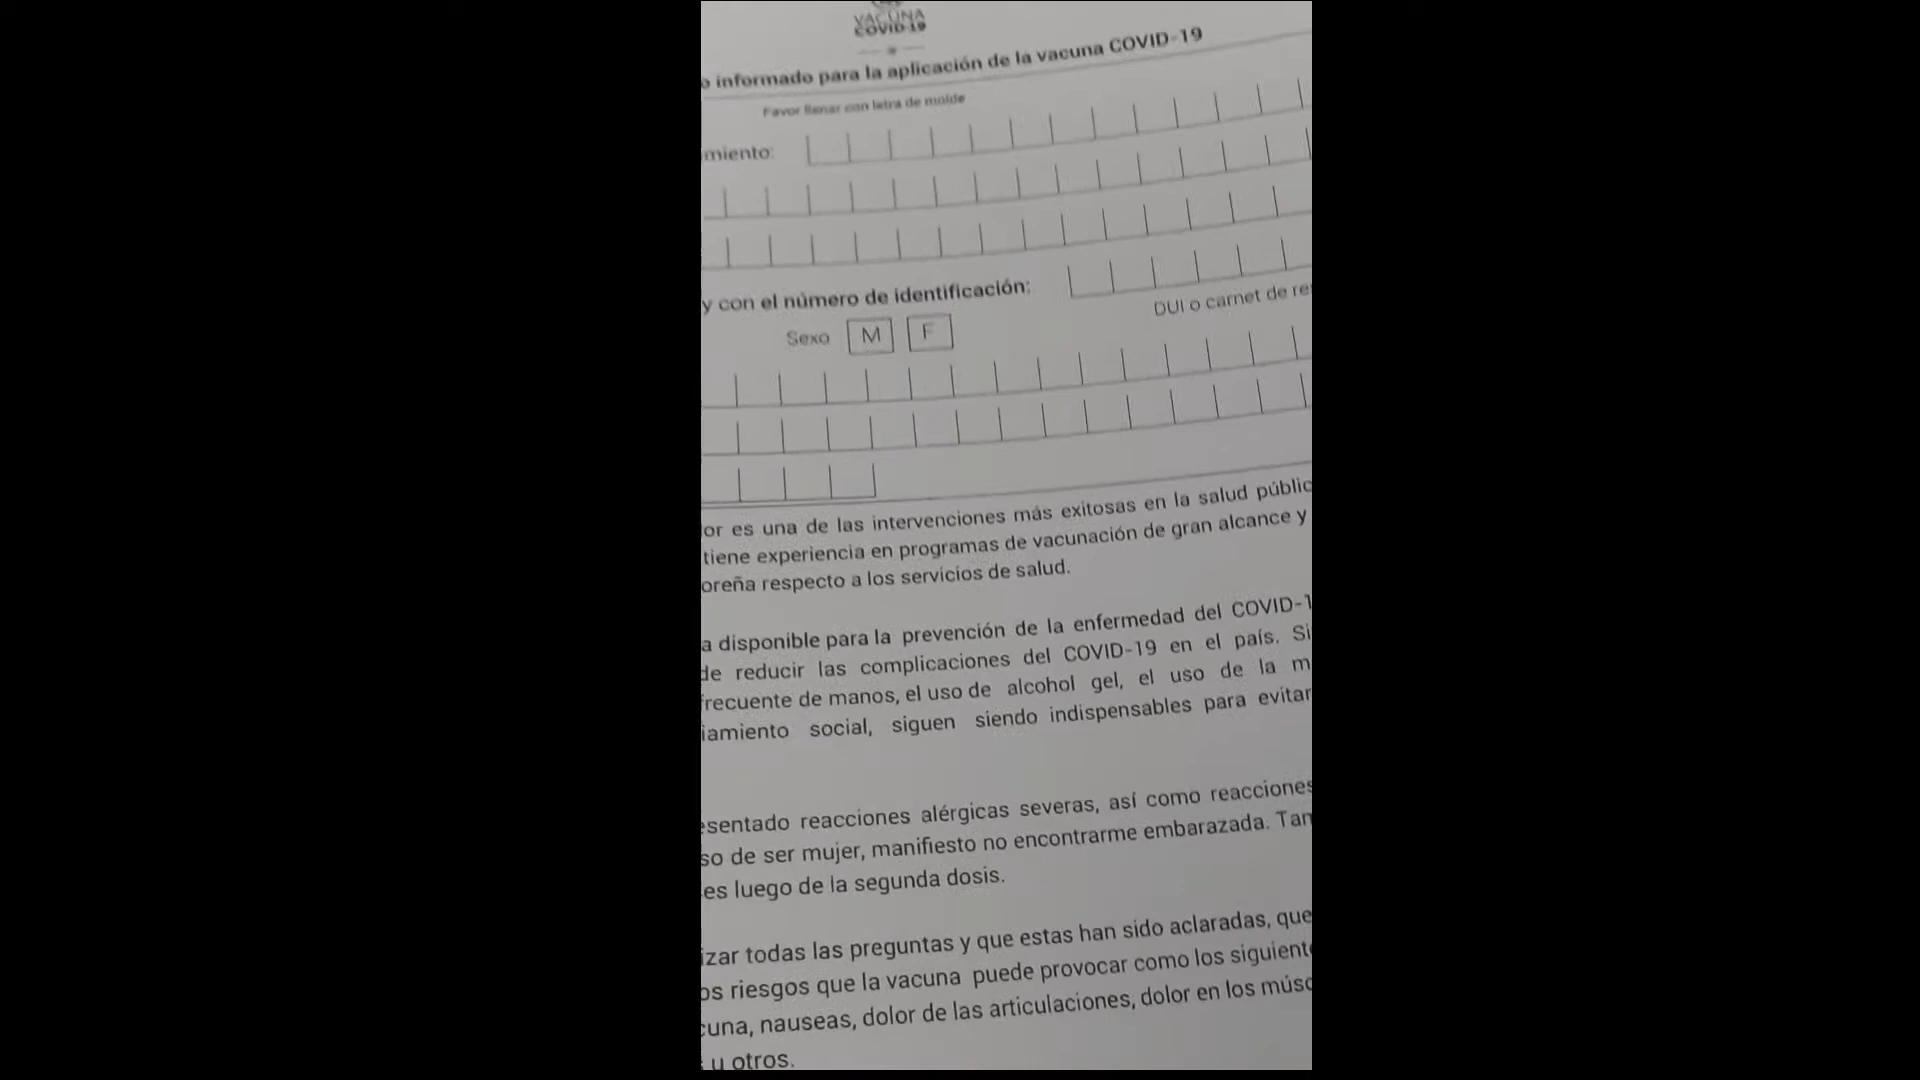 VACUNA
COVID-19
o informado para la aplicación de la vacuna COVID-19
Favor llenar con letra de molde
miento:
y con el número de identificación:
DUI o carnet de re
Sexo M F
or es una de las intervenciones más exitosas en la salud públic
tiene experiencia en programas de vacunación de gran alcance y
oreña respecto a los servicios de salud.
a disponible para la prevención de la enfermedad del COVID-1
de reducir las complicaciones del COVID-19 en el país. Si
frecuente de manos, el uso de alcohol gel, el uso de la m
iamiento social, siguen siendo indispensables para evitar
esentado reacciones alérgicas severas, así como reacciones
so de ser mujer, manifiesto no encontrarme embarazada. Tam
es luego de la segunda dosis.
izar todas las preguntas y que estas han sido aclaradas, que
os riesgos que la vacuna puede provocar como los siguient
cuna, nauseas, dolor de las articulaciones, dolor en los músc
u otros.